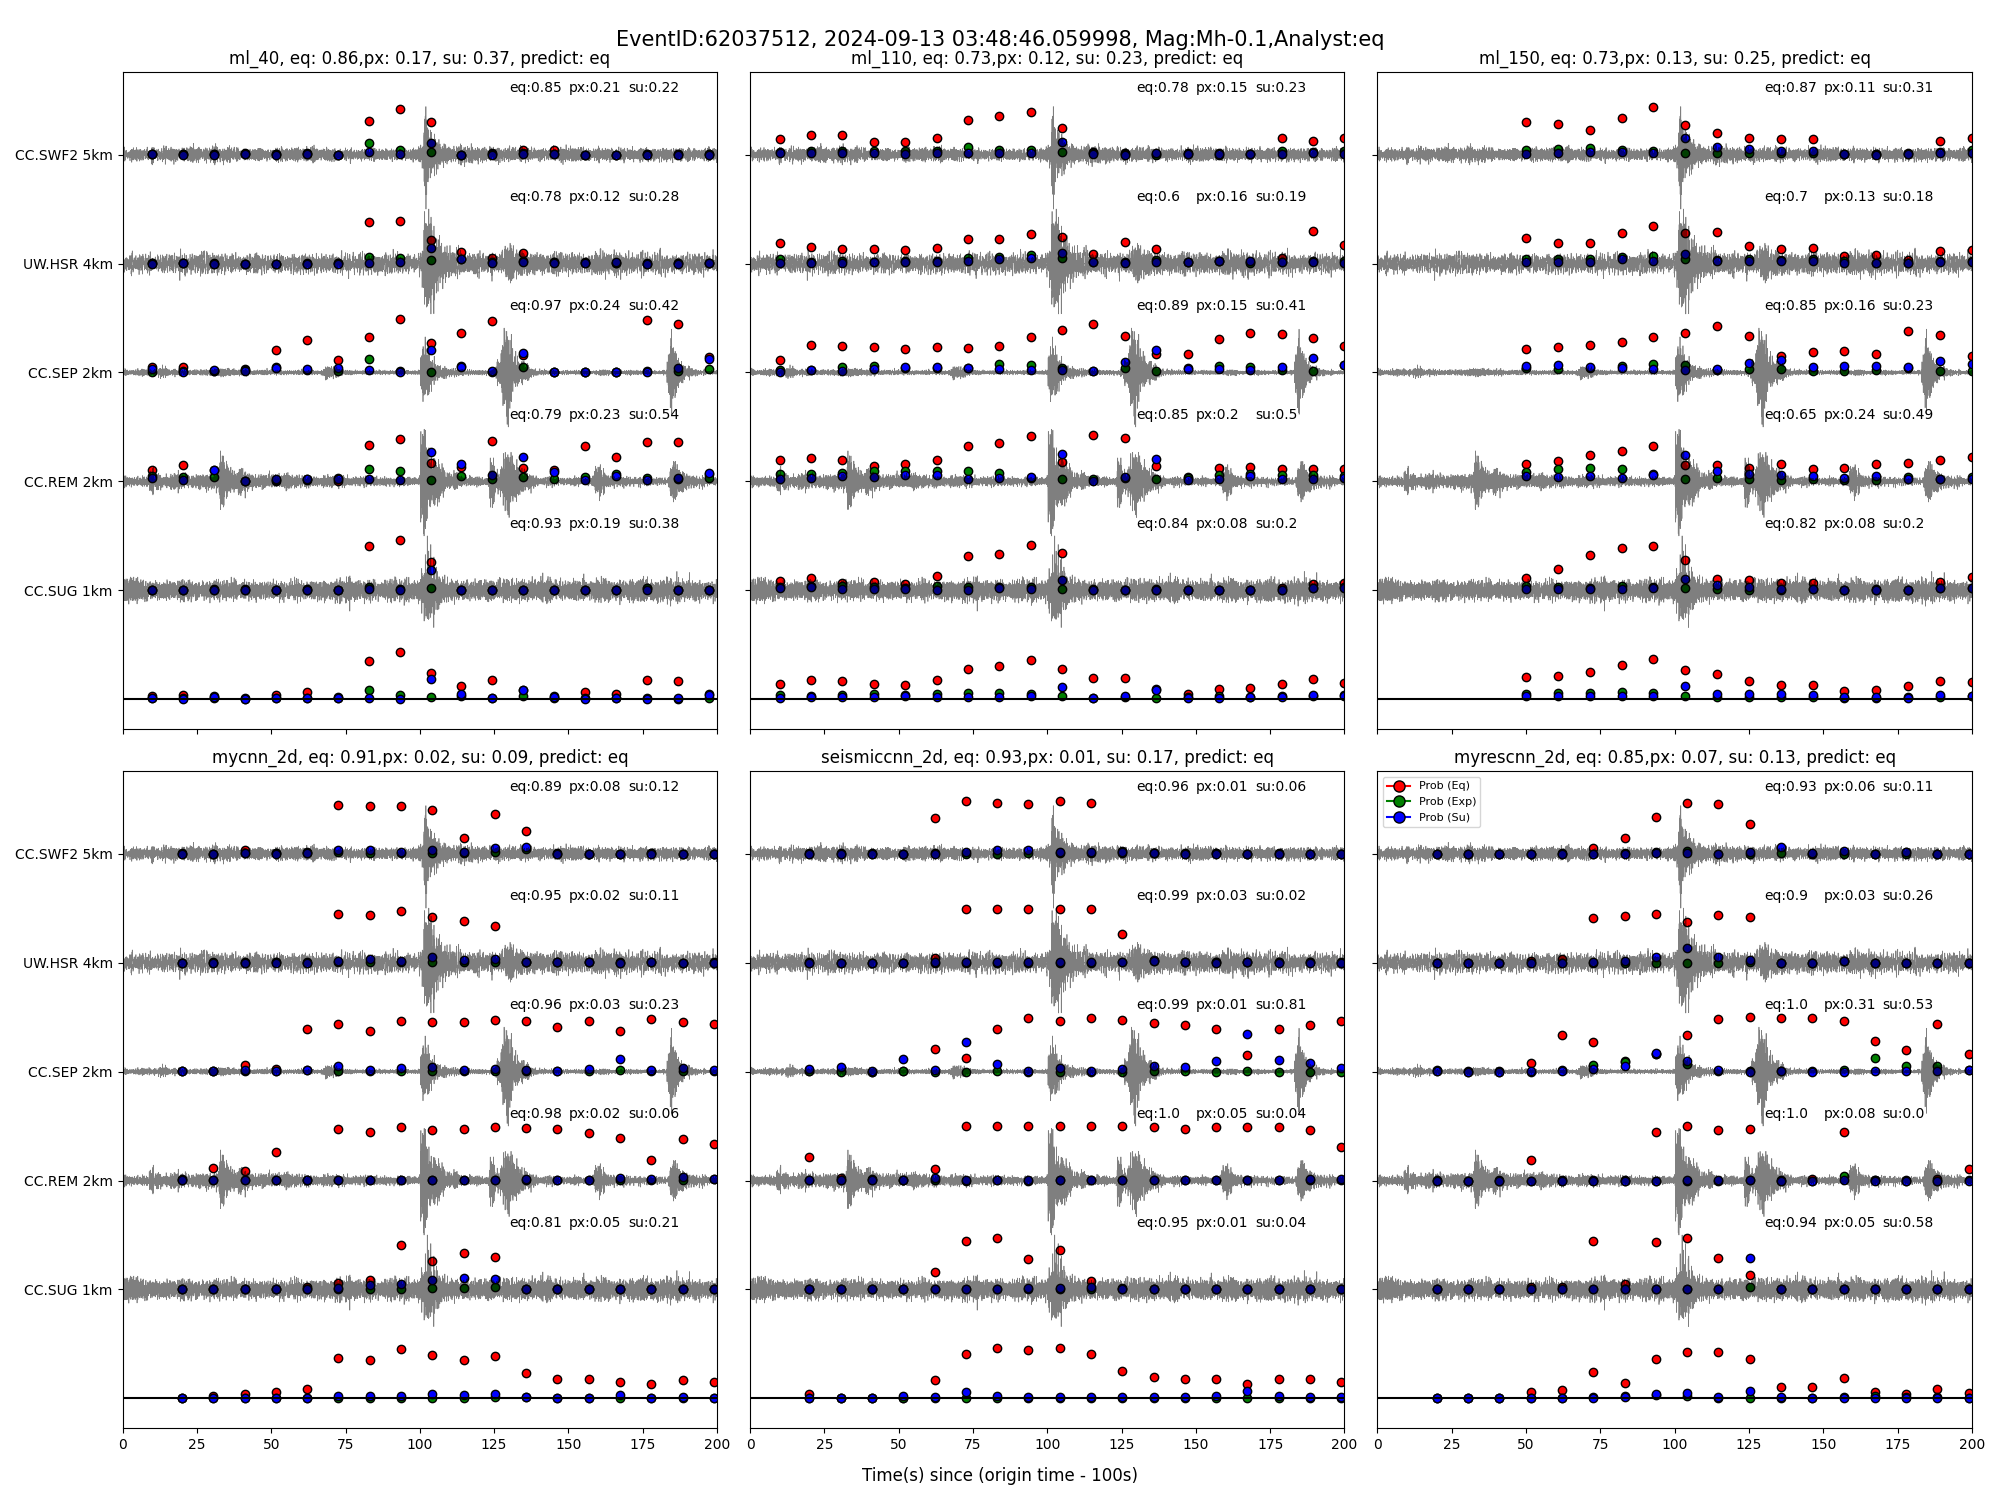 EventID:62037512, 2024-09-13 03:48:46.059998, Mag:Mh-0.1,Analyst:eq
ml_40, eq: 0.86,px: 0.17, su: 0.37, predict: eq
CC.SWF2 5km
eq:0.85 px:0.21 su:0.22
UW.HSR 4km
eq:0.78 px:0.12 su:0.28
CC.SEP 2km
eq:0.97 px:0.24 su:0.42
CC.REM 2km
eq:0.79 px:0.23 su:0.54
CC.SUG 1km
eq:0.93 px:0.19 su:0.38
ml_110, eq: 0.73,px: 0.12, su: 0.23, predict: eq
eq:0.78 px:0.15 su:0.23
eq:0.6 px:0.16 su:0.19
eq:0.89 px:0.15 su:0.41
eq:0.85 px:0.2 su:0.5
eq:0.84 px:0.08 su:0.2
ml_150, eq: 0.73,px: 0.13, su: 0.25, predict: eq
eq:0.87 px:0.11 su:0.31
eq:0.7 px:0.13 su:0.18
eq:0.85 px:0.16 su:0.23
eq:0.65 px:0.24 su:0.49
eq:0.82 px:0.08 su:0.2
mycnn_2d, eq: 0.91,px: 0.02, su: 0.09, predict: eq
CC.SWF2 5km
eq:0.89 px:0.08 su:0.12
UW.HSR 4km
eq:0.95 px:0.02 su:0.11
CC.SEP 2km
eq:0.96 px:0.03 su:0.23
CC.REM 2km
eq:0.98 px:0.02 su:0.06
CC.SUG 1km
eq:0.81 px:0.05 su:0.21
0 25 50 75 100 125 150 175 200
seismiccnn_2d, eq: 0.93,px: 0.01, su: 0.17, predict: eq
eq:0.96 px:0.01 su:0.06
eq:0.99 px:0.03 su:0.02
eq:0.99 px:0.01 su:0.81
eq:1.0 px:0.05 su:0.04
eq:0.95 px:0.01 su:0.04
0 25 50 75 100 125 150 175 200
myrescnn_2d, eq: 0.85,px: 0.07, su: 0.13, predict: eq
Prob (Eq)
Prob (Exp)
Prob (Su)
eq:0.93 px:0.06 su:0.11
eq:0.9 px:0.03 su:0.26
eq:1.0 px:0.31 su:0.53
eq:1.0 px:0.08 su:0.0
eq:0.94 px:0.05 su:0.58
0 25 50 75 100 125 150 175 200
Time(s) since (origin time - 100s)